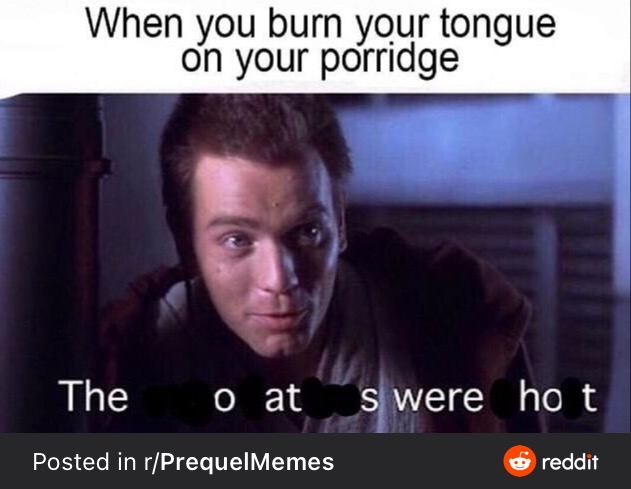 When you burn your tongue
on your porridge
The o at s were ho t
Posted in r/PrequelMemes
reddit